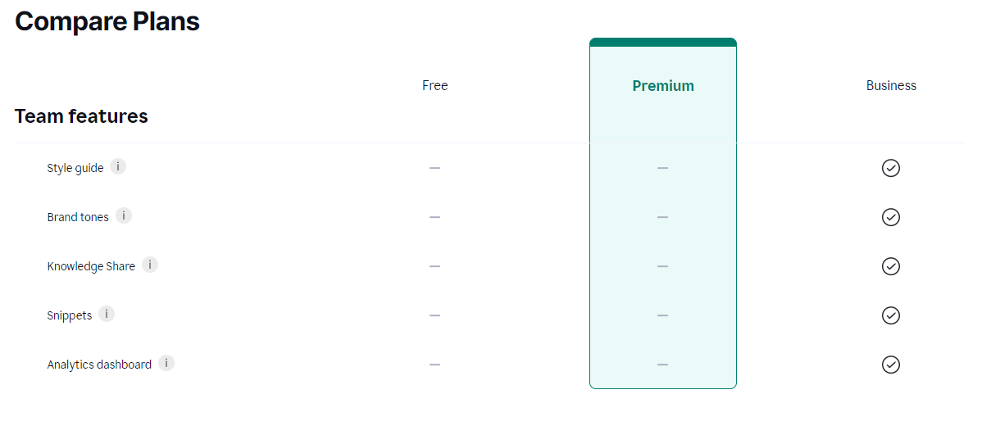 Compare Plans
Free Premium Business
Team features
Style guide i
Brand tones i
Knowledge Share i
Snippets i
Analytics dashboard i